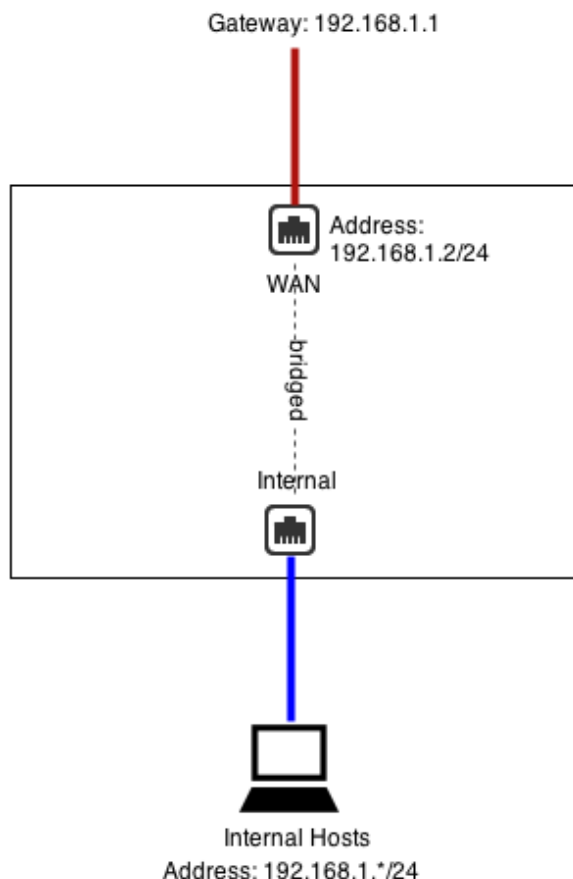 Gateway: 192.168.1.1
Address:
192.168.1.2/24
WAN
bridged
Internal
Internal Hosts
Address: 192.168.1.*/24